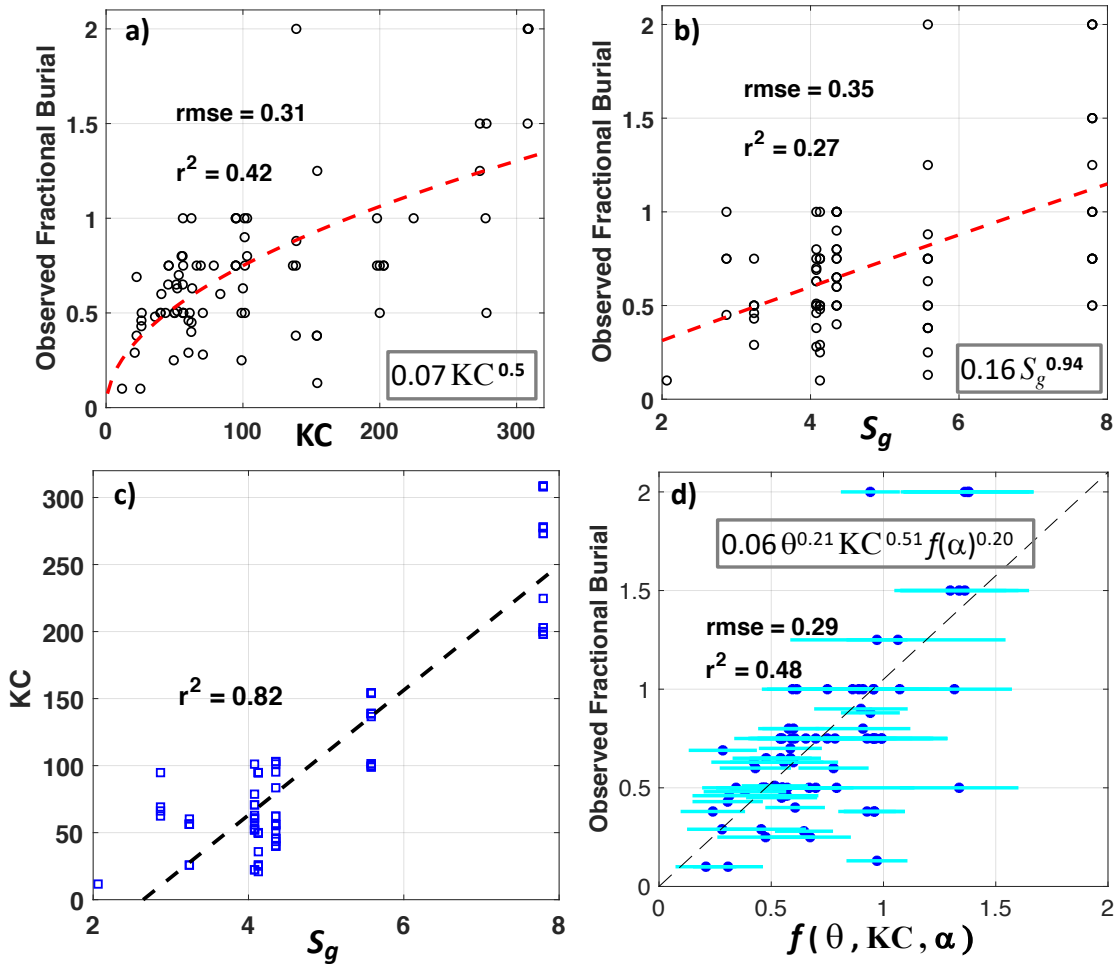 a)
rmse = 0.31
r² = 0.42
0.07 KC^0.5
Observed Fractional Burial
0
0.5
1
1.5
2
0
100
200
300
KC
b)
rmse = 0.35
r² = 0.27
0.16 S_g^0.94
Observed Fractional Burial
0
0.5
1
1.5
2
2
4
6
8
S_g
c)
r² = 0.82
KC
0
50
100
150
200
250
300
2
4
6
8
S_g
d)
0.06 θ^0.21 KC^0.51 f(α)^0.20
rmse = 0.29
r² = 0.48
Observed Fractional Burial
0
0.5
1
1.5
2
0
0.5
1
1.5
2
f ( θ , KC, α )